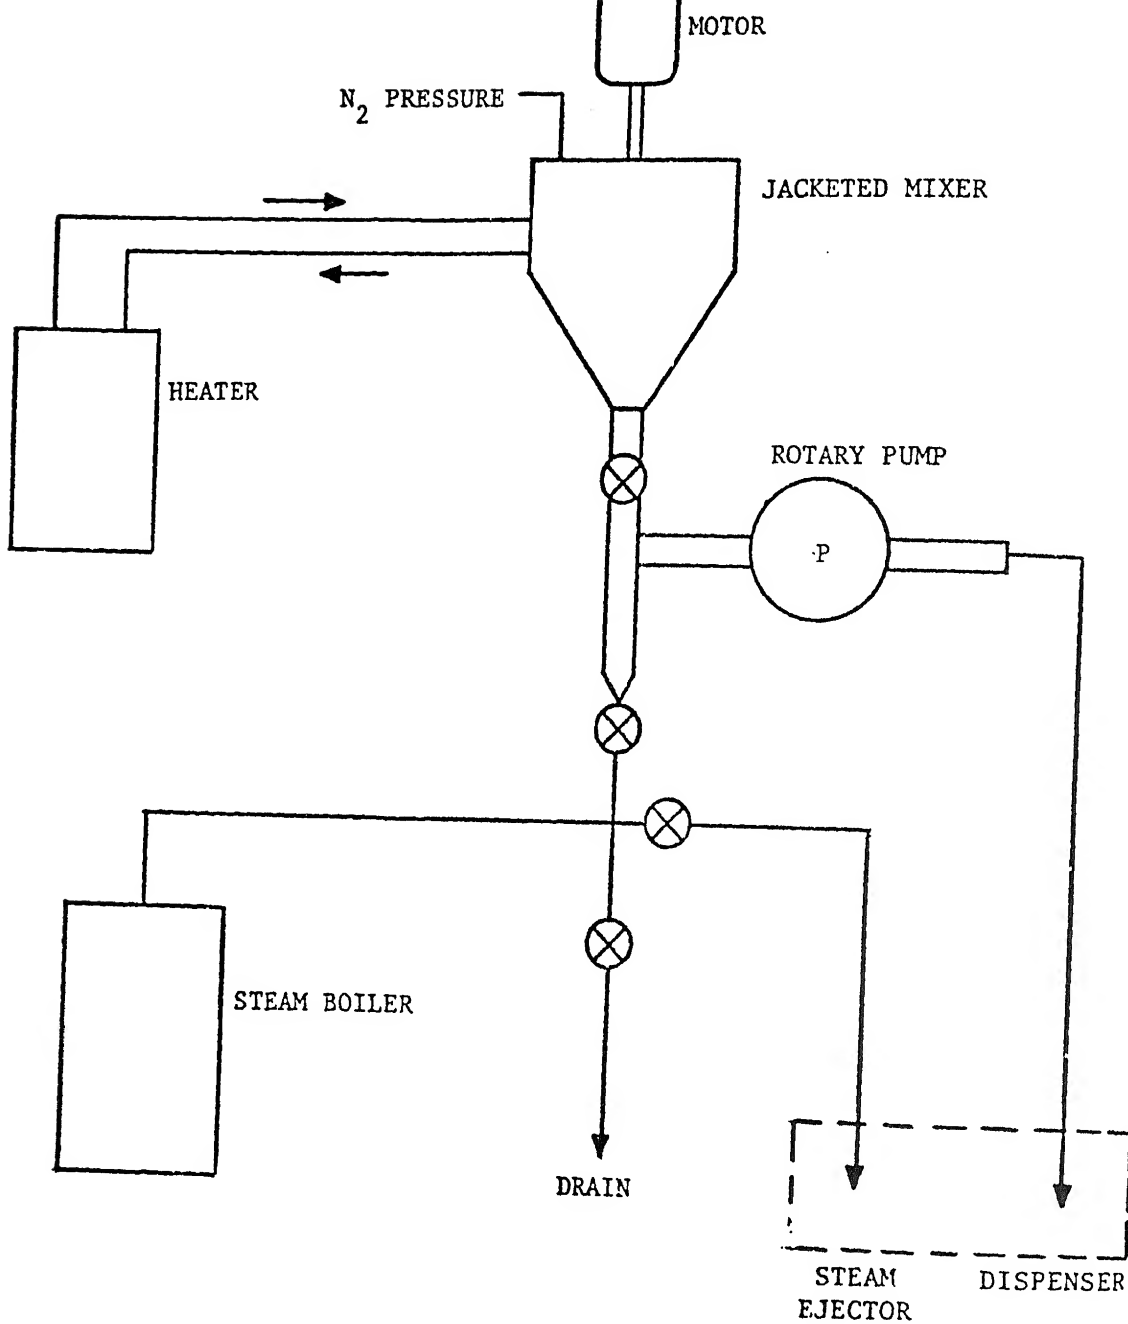 MOTOR
N2 PRESSURE
JACKETED MIXER
HEATER
ROTARY PUMP
P
STEAM BOILER
DRAIN
STEAM
EJECTOR
DISPENSER